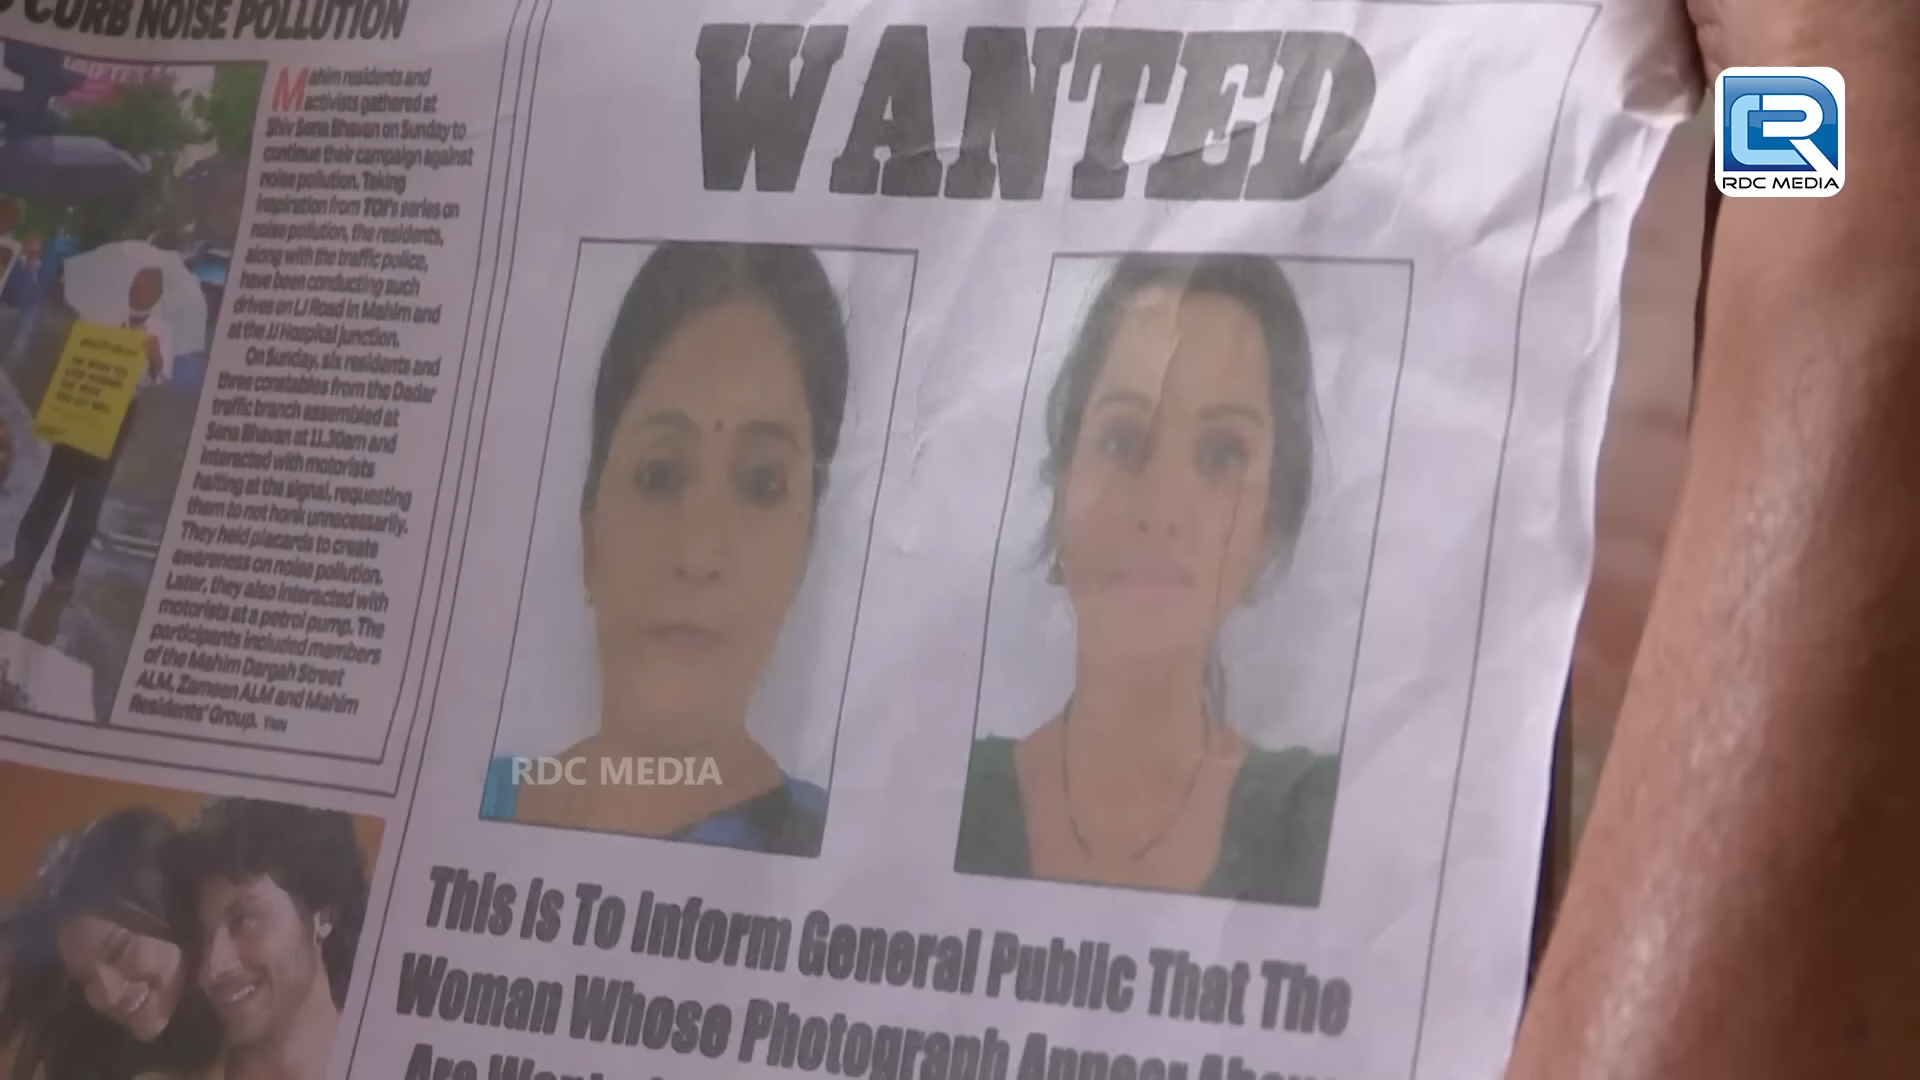 CURB NOISE POLLUTION
Mahim residents and
activists gathered at
Shiv Sena Bhavan on Sunday to
continue their campaign against
noise pollution. Taking
inspiration from TOI's series on
noise pollution, the residents,
along with the traffic police,
have been conducting such
drives on LJ Road in Mahim and
at the JJ Hospital junction.
On Sunday, six residents and
three constables from the Dadar
traffic branch assembled at
Sena Bhavan at 11.30am and
interacted with motorists
halting at the signal, requesting
them to not honk unnecessarily.
They held placards to create
awareness on noise pollution.
Later, they also interacted with
motorists at a petrol pump. The
participants included members
of the Mahim Dargah Street
ALM, Zameen ALM and Mahim
Residents' Group. TNN
WANTED
RDC MEDIA
RDC MEDIA
This Is To Inform General Public That The
Woman Whose Photograph Appear Above
Are